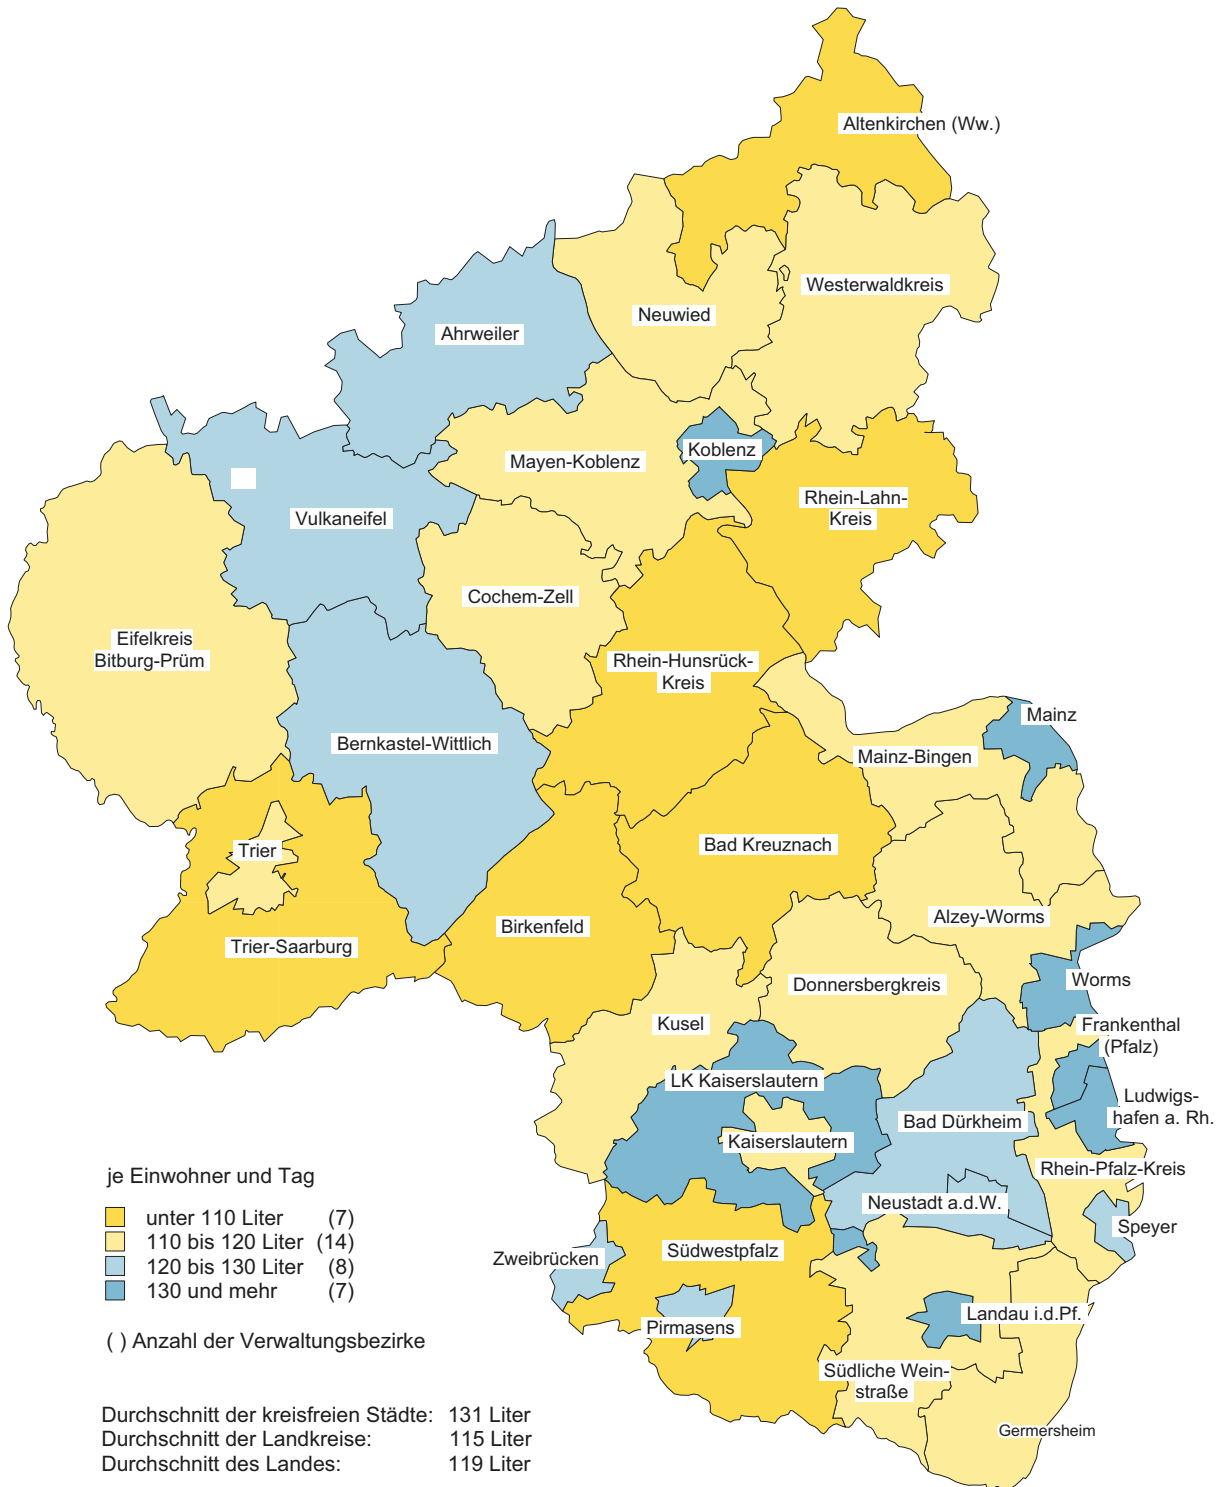 Altenkirchen (Ww.)
Westerwaldkreis
Neuwied
Ahrweiler
Koblenz
Mayen-Koblenz
Rhein-Lahn-
Kreis
Vulkaneifel
Cochem-Zell
Eifelkreis
Bitburg-Prüm
Rhein-Hunsrück-
Kreis
Mainz
Bernkastel-Wittlich
Mainz-Bingen
Trier
Bad Kreuznach
Alzey-Worms
Birkenfeld
Trier-Saarburg
Worms
Donnersbergkreis
Kusel
Frankenthal
(Pfalz)
LK Kaiserslautern
Ludwigs-
hafen a. Rh.
Bad Dürkheim
Kaiserslautern
Rhein-Pfalz-Kreis
Neustadt a.d.W.
Speyer
Zweibrücken
Südwestpfalz
Landau i.d.Pf.
Pirmasens
Südliche Wein-
straße
Germersheim
je Einwohner und Tag
unter 110 Liter (7)
110 bis 120 Liter (14)
120 bis 130 Liter (8)
130 und mehr (7)
( ) Anzahl der Verwaltungsbezirke
Durchschnitt der kreisfreien Städte: 131 Liter
Durchschnitt der Landkreise: 115 Liter
Durchschnitt des Landes: 119 Liter